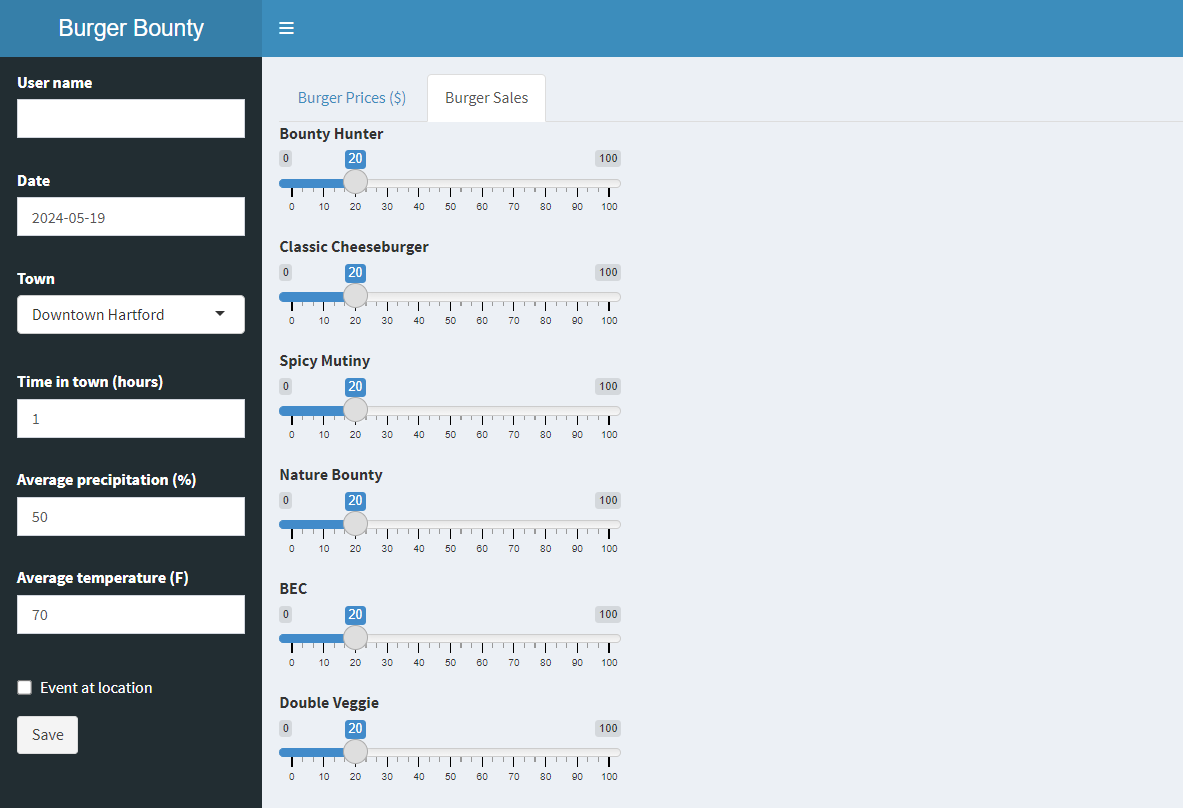 Burger Bounty
User name
Date
2024-05-19
Town
Downtown Hartford
Time in town (hours)
1
Average precipitation (%)
50
Average temperature (F)
70
Event at location
Save
Burger Prices ($) Burger Sales
Bounty Hunter
0 20 100
0 10 20 30 40 50 60 70 80 90 100
Classic Cheeseburger
0 20 100
0 10 20 30 40 50 60 70 80 90 100
Spicy Mutiny
0 20 100
0 10 20 30 40 50 60 70 80 90 100
Nature Bounty
0 20 100
0 10 20 30 40 50 60 70 80 90 100
BEC
0 20 100
0 10 20 30 40 50 60 70 80 90 100
Double Veggie
0 20 100
0 10 20 30 40 50 60 70 80 90 100